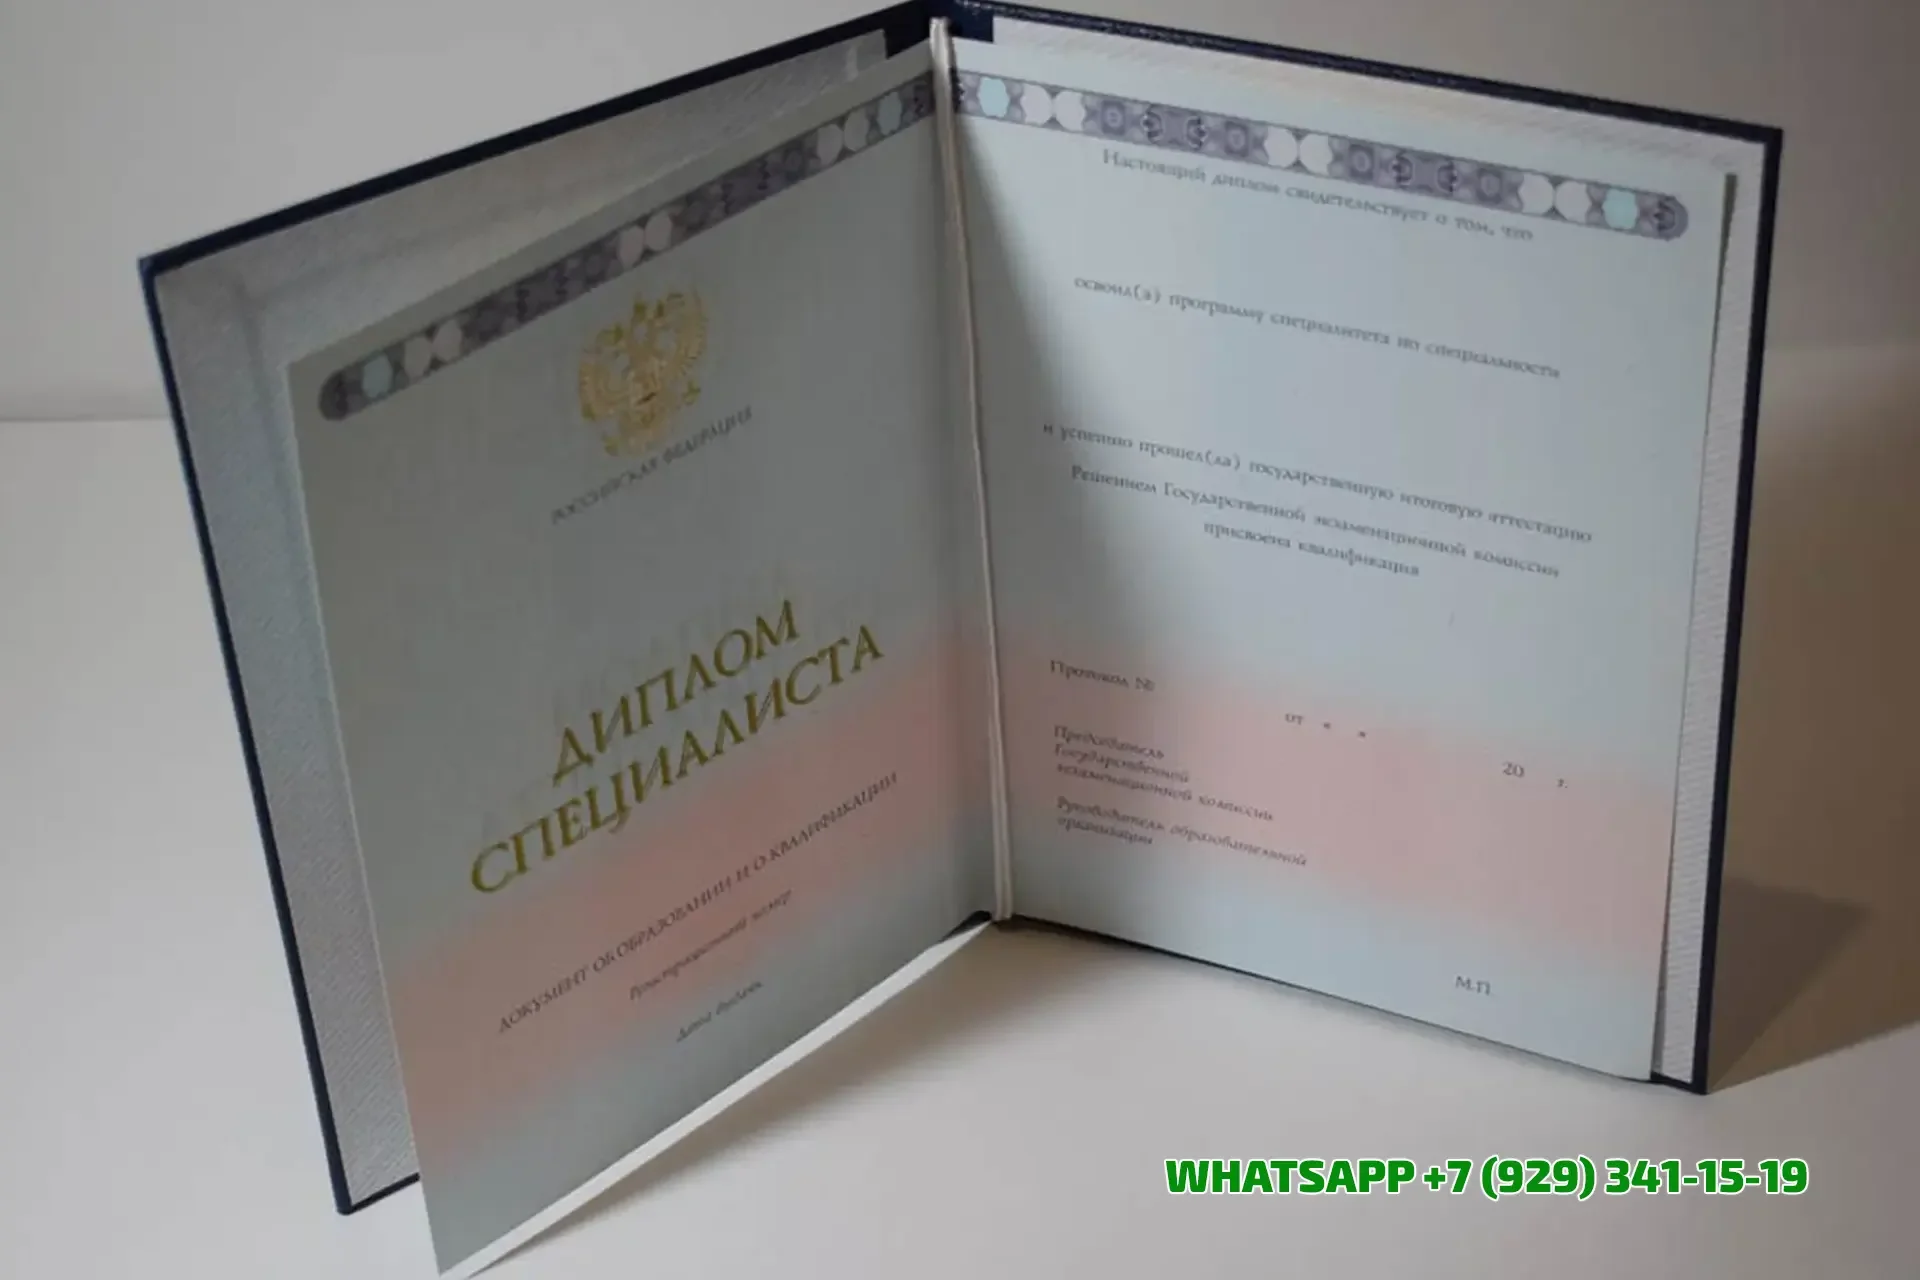 РОССИЙСКАЯ ФЕДЕРАЦИЯ
ДИПЛОМ
СПЕЦИАЛИСТА
ДОКУМЕНТ ОБ ОБРАЗОВАНИИ И О КВАЛИФИКАЦИИ
Регистрационный номер
Дата выдачи
Настоящий диплом свидетельствует о том, что
освоил(а) программу специалитета по специальности
и успешно прошел(ла) государственную итоговую аттестацию
Решением Государственной экзаменационной комиссии
присвоена квалификация
Протокол №
от « »
20 г.
Председатель
Государственной
экзаменационной комиссии
Руководитель образовательной
организации
М.П.
WHATSAPP +7 (929) 341-15-19